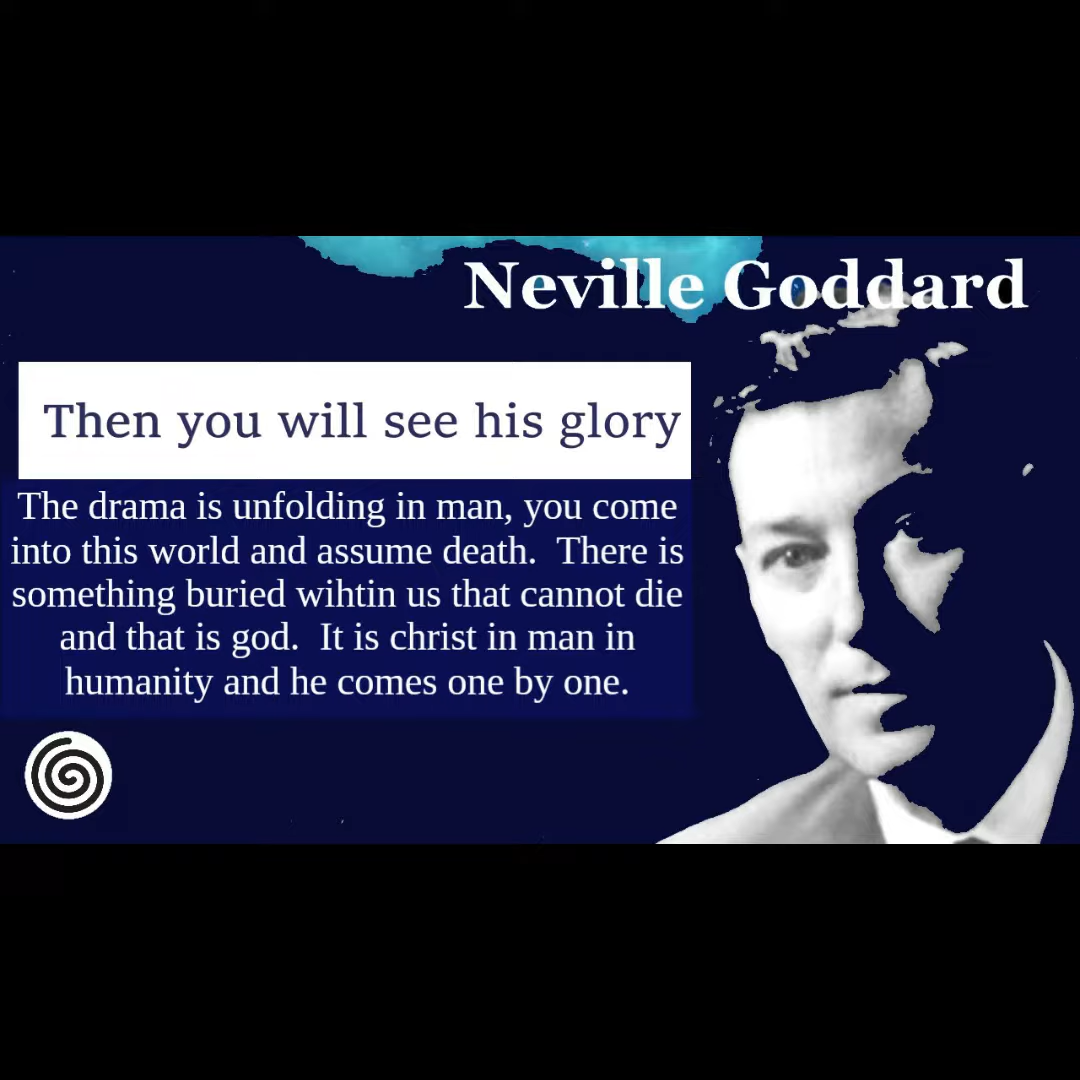 Neville Goddard
Then you will see his glory
The drama is unfolding in man, you come
into this world and assume death.  There is
something buried wihtin us that cannot die
and that is god.  It is christ in man in
humanity and he comes one by one.